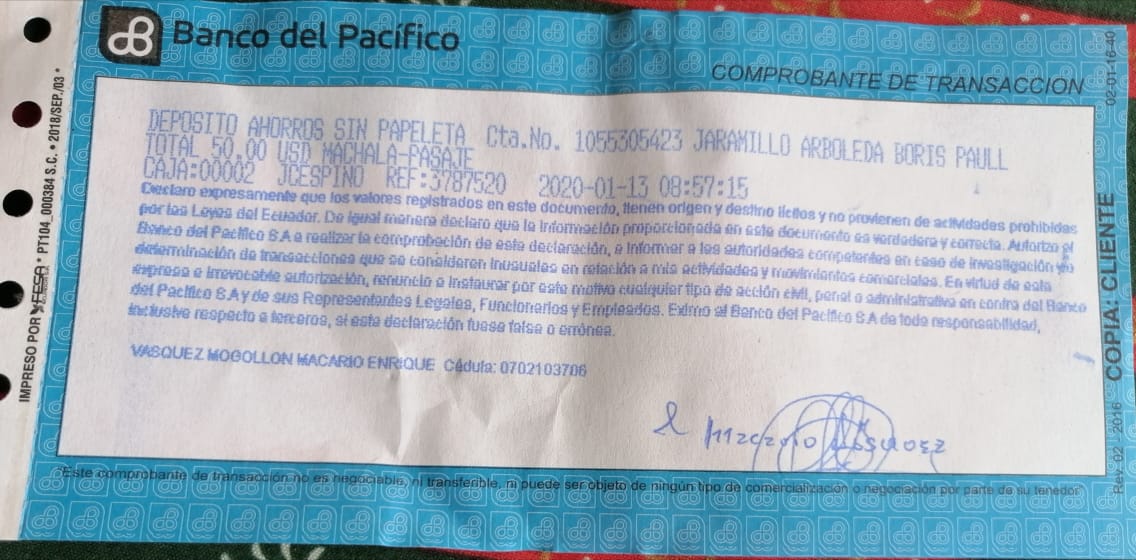 Banco del Pacífico
COMPROBANTE DE TRANSACCION
02-01-16-40
DEPOSITO AHORROS SIN PAPELETA Cta.No. 1055305423 JARAMILLO ARBOLEDA BORIS PAULL
TOTAL 50.00 USD MACHALA-PASAJE
CAJA:00002 JCESPINO REF:3787520 2020-01-13 08:57:15
Declaro expresamente que los valores registrados en este documento, tienen origen y destino lícitos y no provienen de actividades prohibidas
por las Leyes del Ecuador. De igual manera declaro que la información proporcionada en este documento es verdadera y correcta. Autorizo al
Banco del Pacífico S.A a realizar la comprobación de esta declaración, e informar a las autoridades competentes en caso de investigación y/o
determinación de transacciones que se consideren inusuales en relación a mis actividades y movimientos comerciales. En virtud de esta
expresa e irrevocable autorización, renuncio a instaurar por este motivo cualquier tipo de acción civil, penal o administrativa en contra del Banco
del Pacífico S.A y de sus Representantes Legales, Funcionarios y Empleados. Eximo al Banco del Pacífico S.A de toda responsabilidad,
inclusive respecto a terceros, si esta declaración fuese falsa o errónea.
VASQUEZ MOGOLLON MACARIO ENRIQUE Cédula: 0702103706
Macario Vásquez
"Este comprobante de transacción no es negociable, ni transferible, ni puede ser objeto de ningún tipo de comercialización o negociación por parte de su tenedor"
IMPRESO POR XFESA • PT104_000384 S.C. • 2018/SEP./03 *
COPIA: CLIENTE
Rev. 02_ 2016